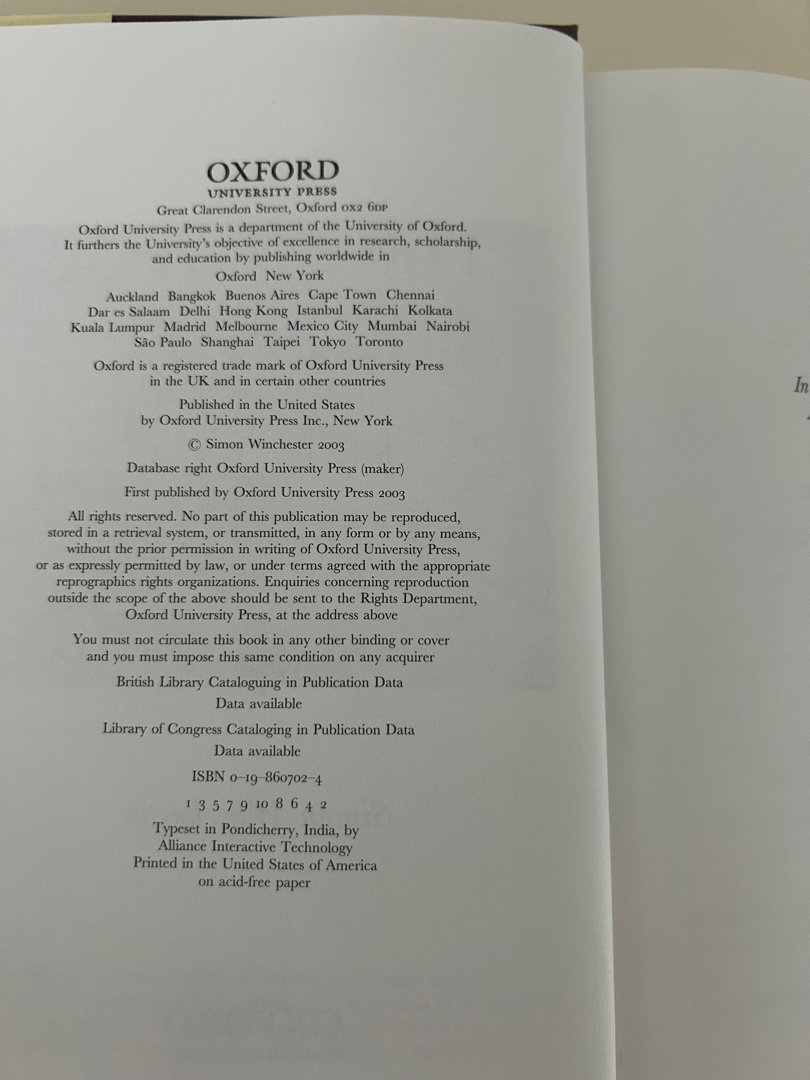 OXFORD
UNIVERSITY PRESS
Great Clarendon Street, Oxford OX2 6DP
Oxford University Press is a department of the University of Oxford.
It furthers the University's objective of excellence in research, scholarship,
and education by publishing worldwide in
Oxford New York
Auckland Bangkok Buenos Aires Cape Town Chennai
Dar es Salaam Delhi Hong Kong Istanbul Karachi Kolkata
Kuala Lumpur Madrid Melbourne Mexico City Mumbai Nairobi
São Paulo Shanghai Taipei Tokyo Toronto
Oxford is a registered trade mark of Oxford University Press
in the UK and in certain other countries
Published in the United States
by Oxford University Press Inc., New York
© Simon Winchester 2003
Database right Oxford University Press (maker)
First published by Oxford University Press 2003
All rights reserved. No part of this publication may be reproduced,
stored in a retrieval system, or transmitted, in any form or by any means,
without the prior permission in writing of Oxford University Press,
or as expressly permitted by law, or under terms agreed with the appropriate
reprographics rights organizations. Enquiries concerning reproduction
outside the scope of the above should be sent to the Rights Department,
Oxford University Press, at the address above
You must not circulate this book in any other binding or cover
and you must impose this same condition on any acquirer
British Library Cataloguing in Publication Data
Data available
Library of Congress Cataloging in Publication Data
Data available
ISBN 0–19–860702–4
1 3 5 7 9 10 8 6 4 2
Typeset in Pondicherry, India, by
Alliance Interactive Technology
Printed in the United States of America
on acid-free paper
In